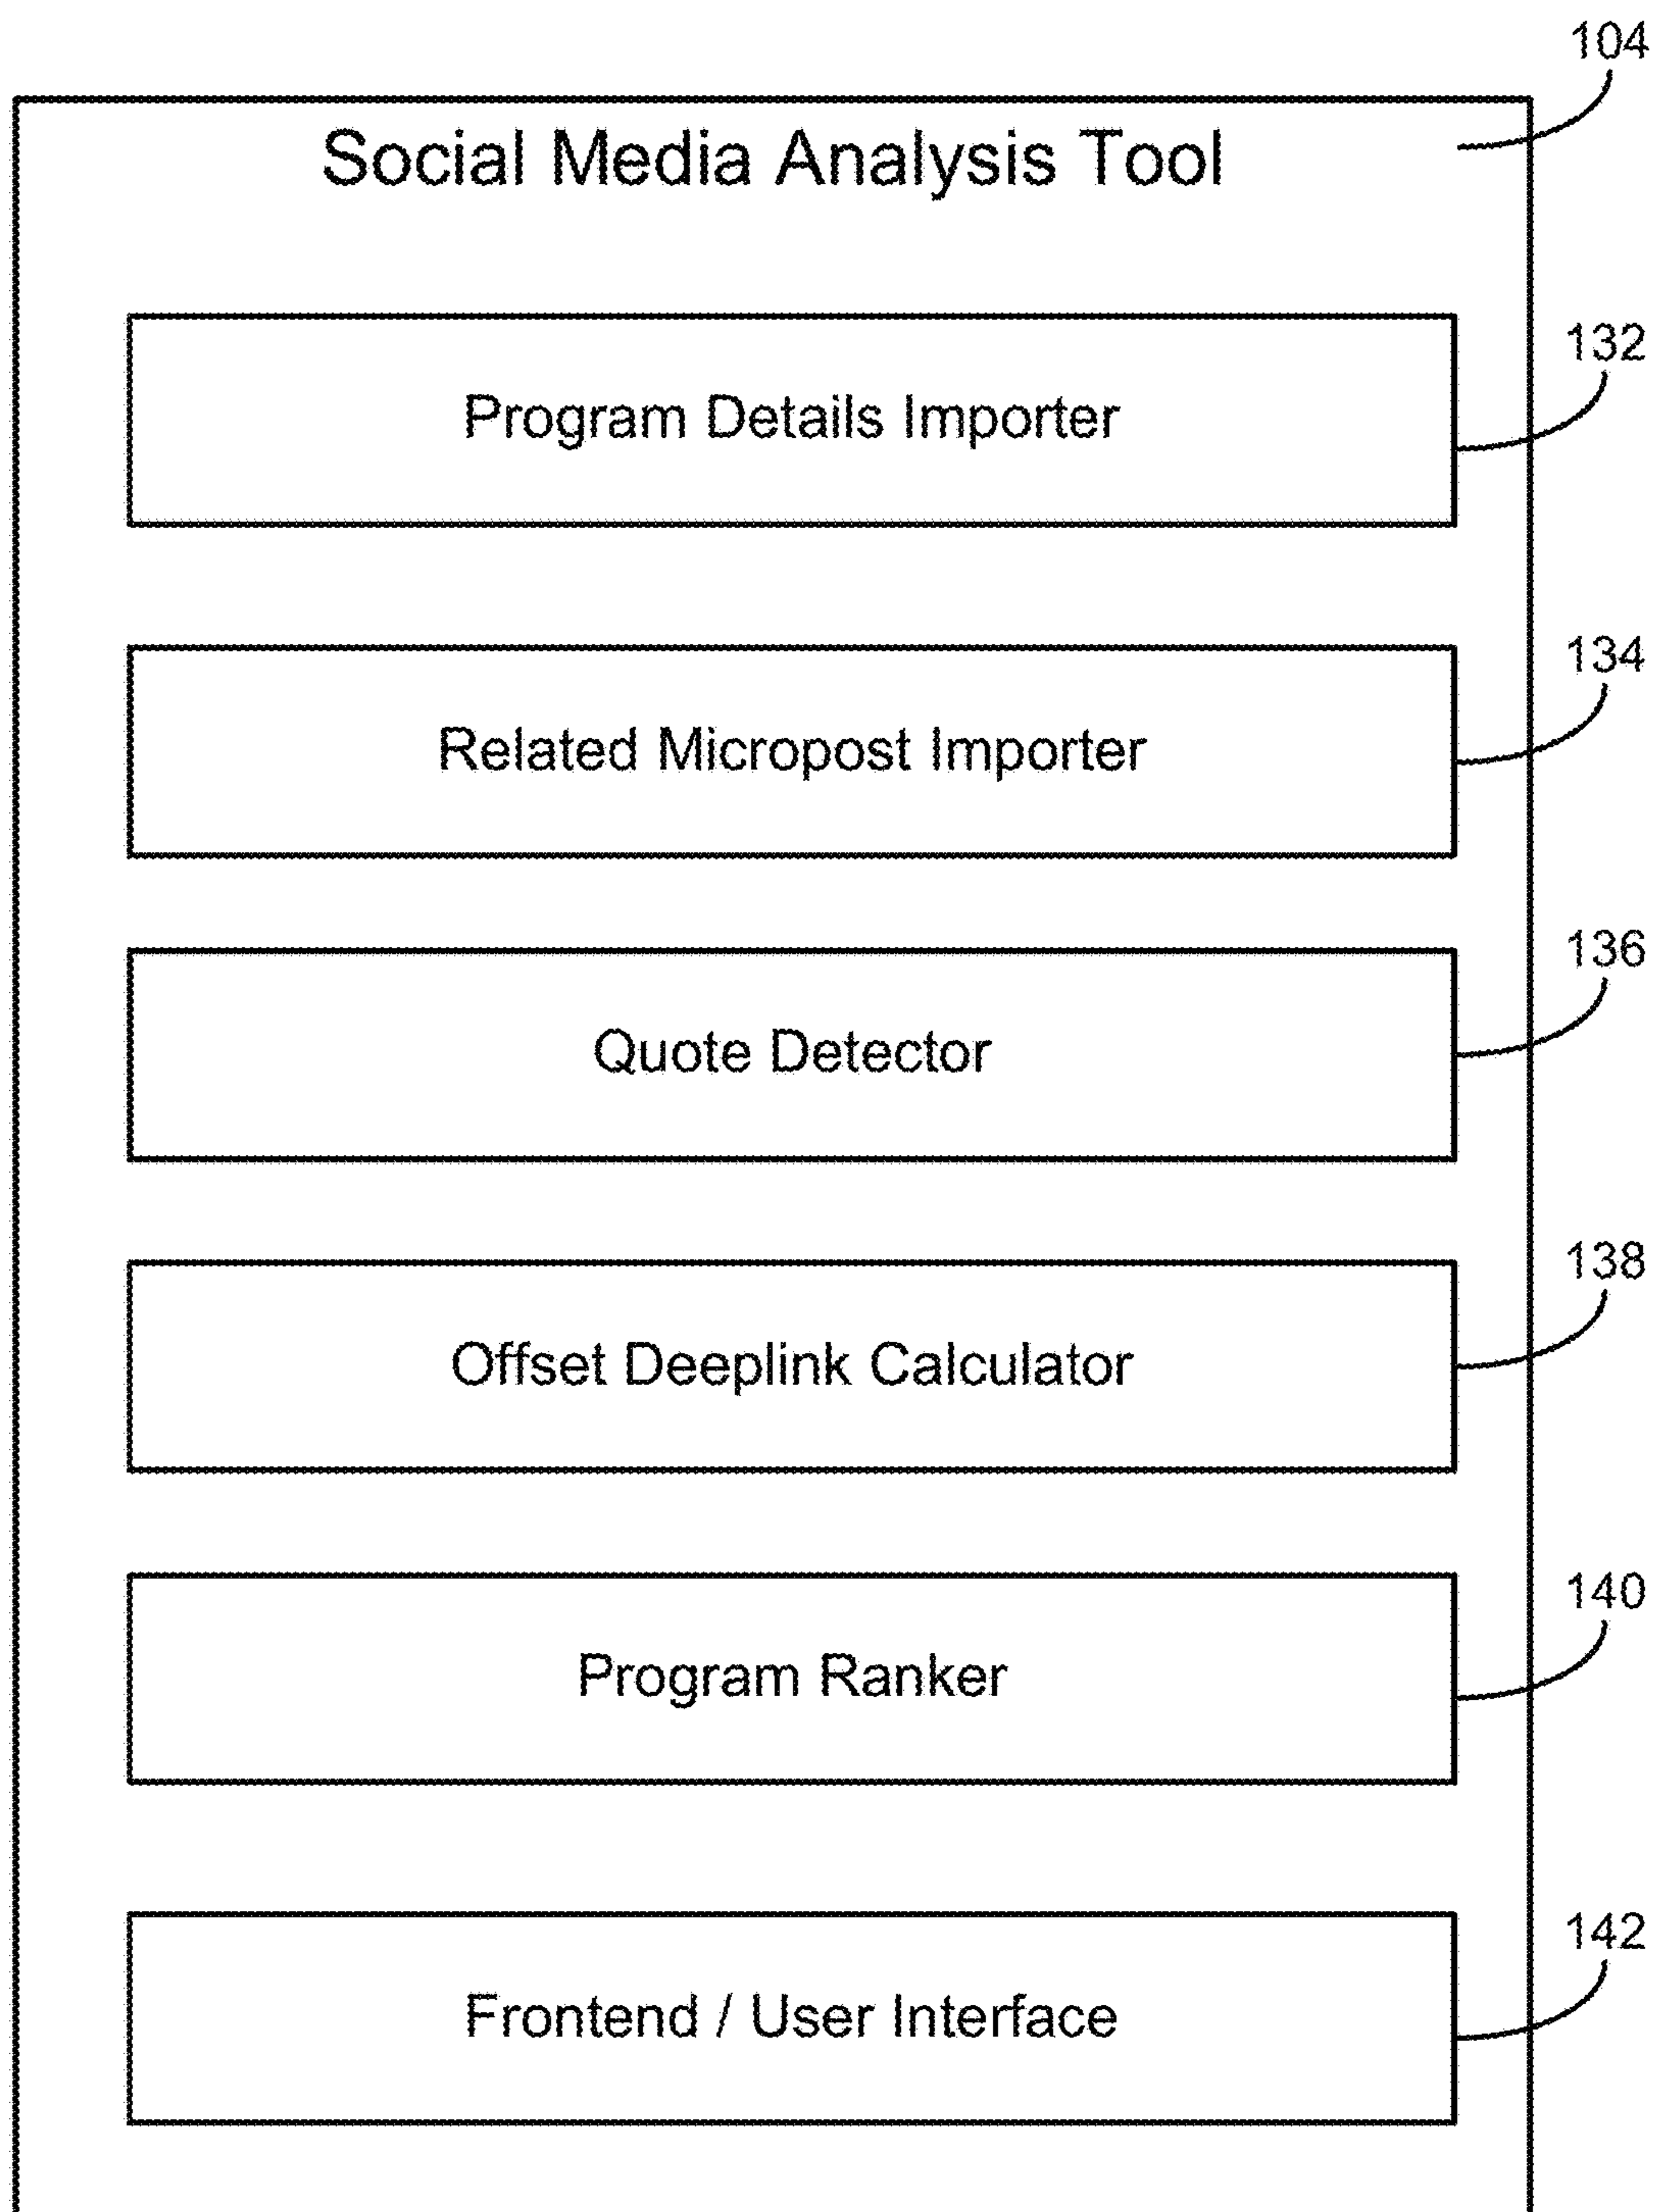 104
Social Media Analysis Tool
132
Program Details Importer
134
Related Micropost Importer
136
Quote Detector
138
Offset Deeplink Calculator
140
Program Ranker
142
Frontend / User Interface